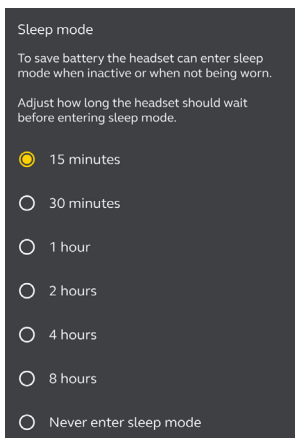 Sleep mode
To save battery the headset can enter sleep
mode when inactive or when not being worn.
Adjust how long the headset should wait
before entering sleep mode.
15 minutes
30 minutes
1 hour
2 hours
4 hours
8 hours
Never enter sleep mode